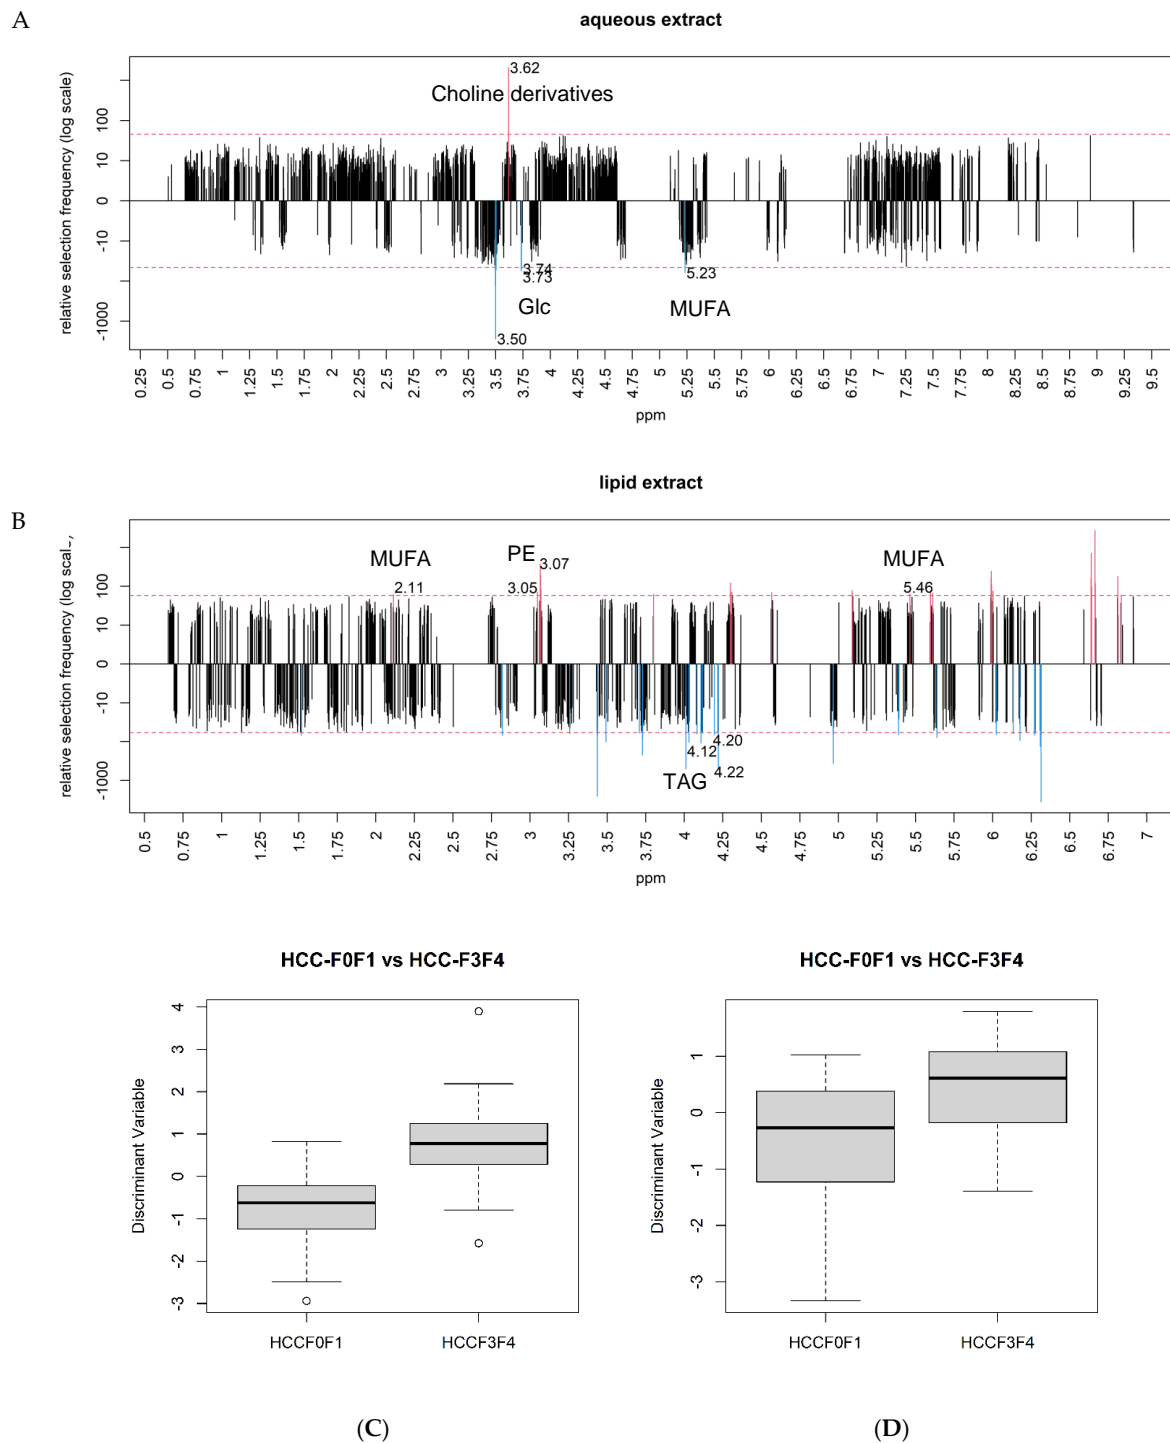 A
aqueous extract
relative selection frequency (log scale)
100
10
0
-10
-1000
3.62
Choline derivatives
3.74
3.73
5.23
Glc
MUFA
3.50
0.25 0.5 0.75 1 1.25 1.5 1.75 2 2.25 2.5 2.75 3 3.25 3.5 3.75 4 4.25 4.5 4.75 5 5.25 5.5 5.75 6 6.25 6.5 6.75 7 7.25 7.5 7.75 8 8.25 8.5 8.75 9 9.25 9.5
ppm
lipid extract
B
relative selection frequency (log scal
100
10
0
-10
-1000
MUFA
2.11
PE
3.07
3.05
MUFA
5.46
4.20
4.12
4.22
TAG
0.5 0.75 1 1.25 1.5 1.75 2 2.25 2.5 2.75 3 3.25 3.5 3.75 4 4.25 4.5 4.75 5 5.25 5.5 5.75 6 6.25 6.5 6.75 7
ppm
HCC-F0F1 vs HCC-F3F4
Discriminant Variable
4
3
2
1
0
-1
-2
-3
HCCF0F1 HCCF3F4
(C)
HCC-F0F1 vs HCC-F3F4
Discriminant Variable
1
0
-1
-2
-3
HCCF0F1 HCCF3F4
(D)